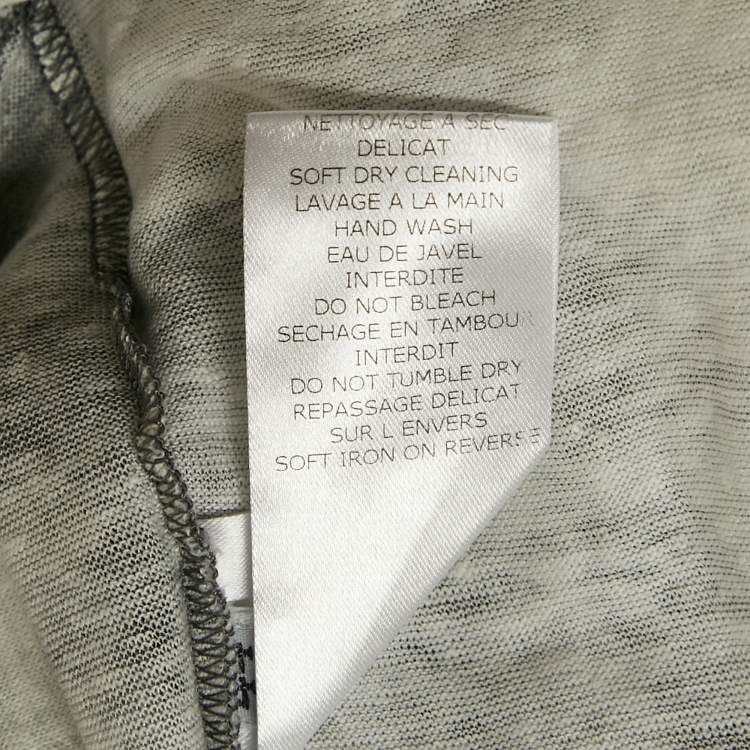 NETTOYAGE A SEC
DELICAT
SOFT DRY CLEANING
LAVAGE A LA MAIN
HAND WASH
EAU DE JAVEL
INTERDITE
DO NOT BLEACH
SECHAGE EN TAMBOUR
INTERDIT
DO NOT TUMBLE DRY
REPASSAGE DELICAT
SUR L ENVERS
SOFT IRON ON REVERSE